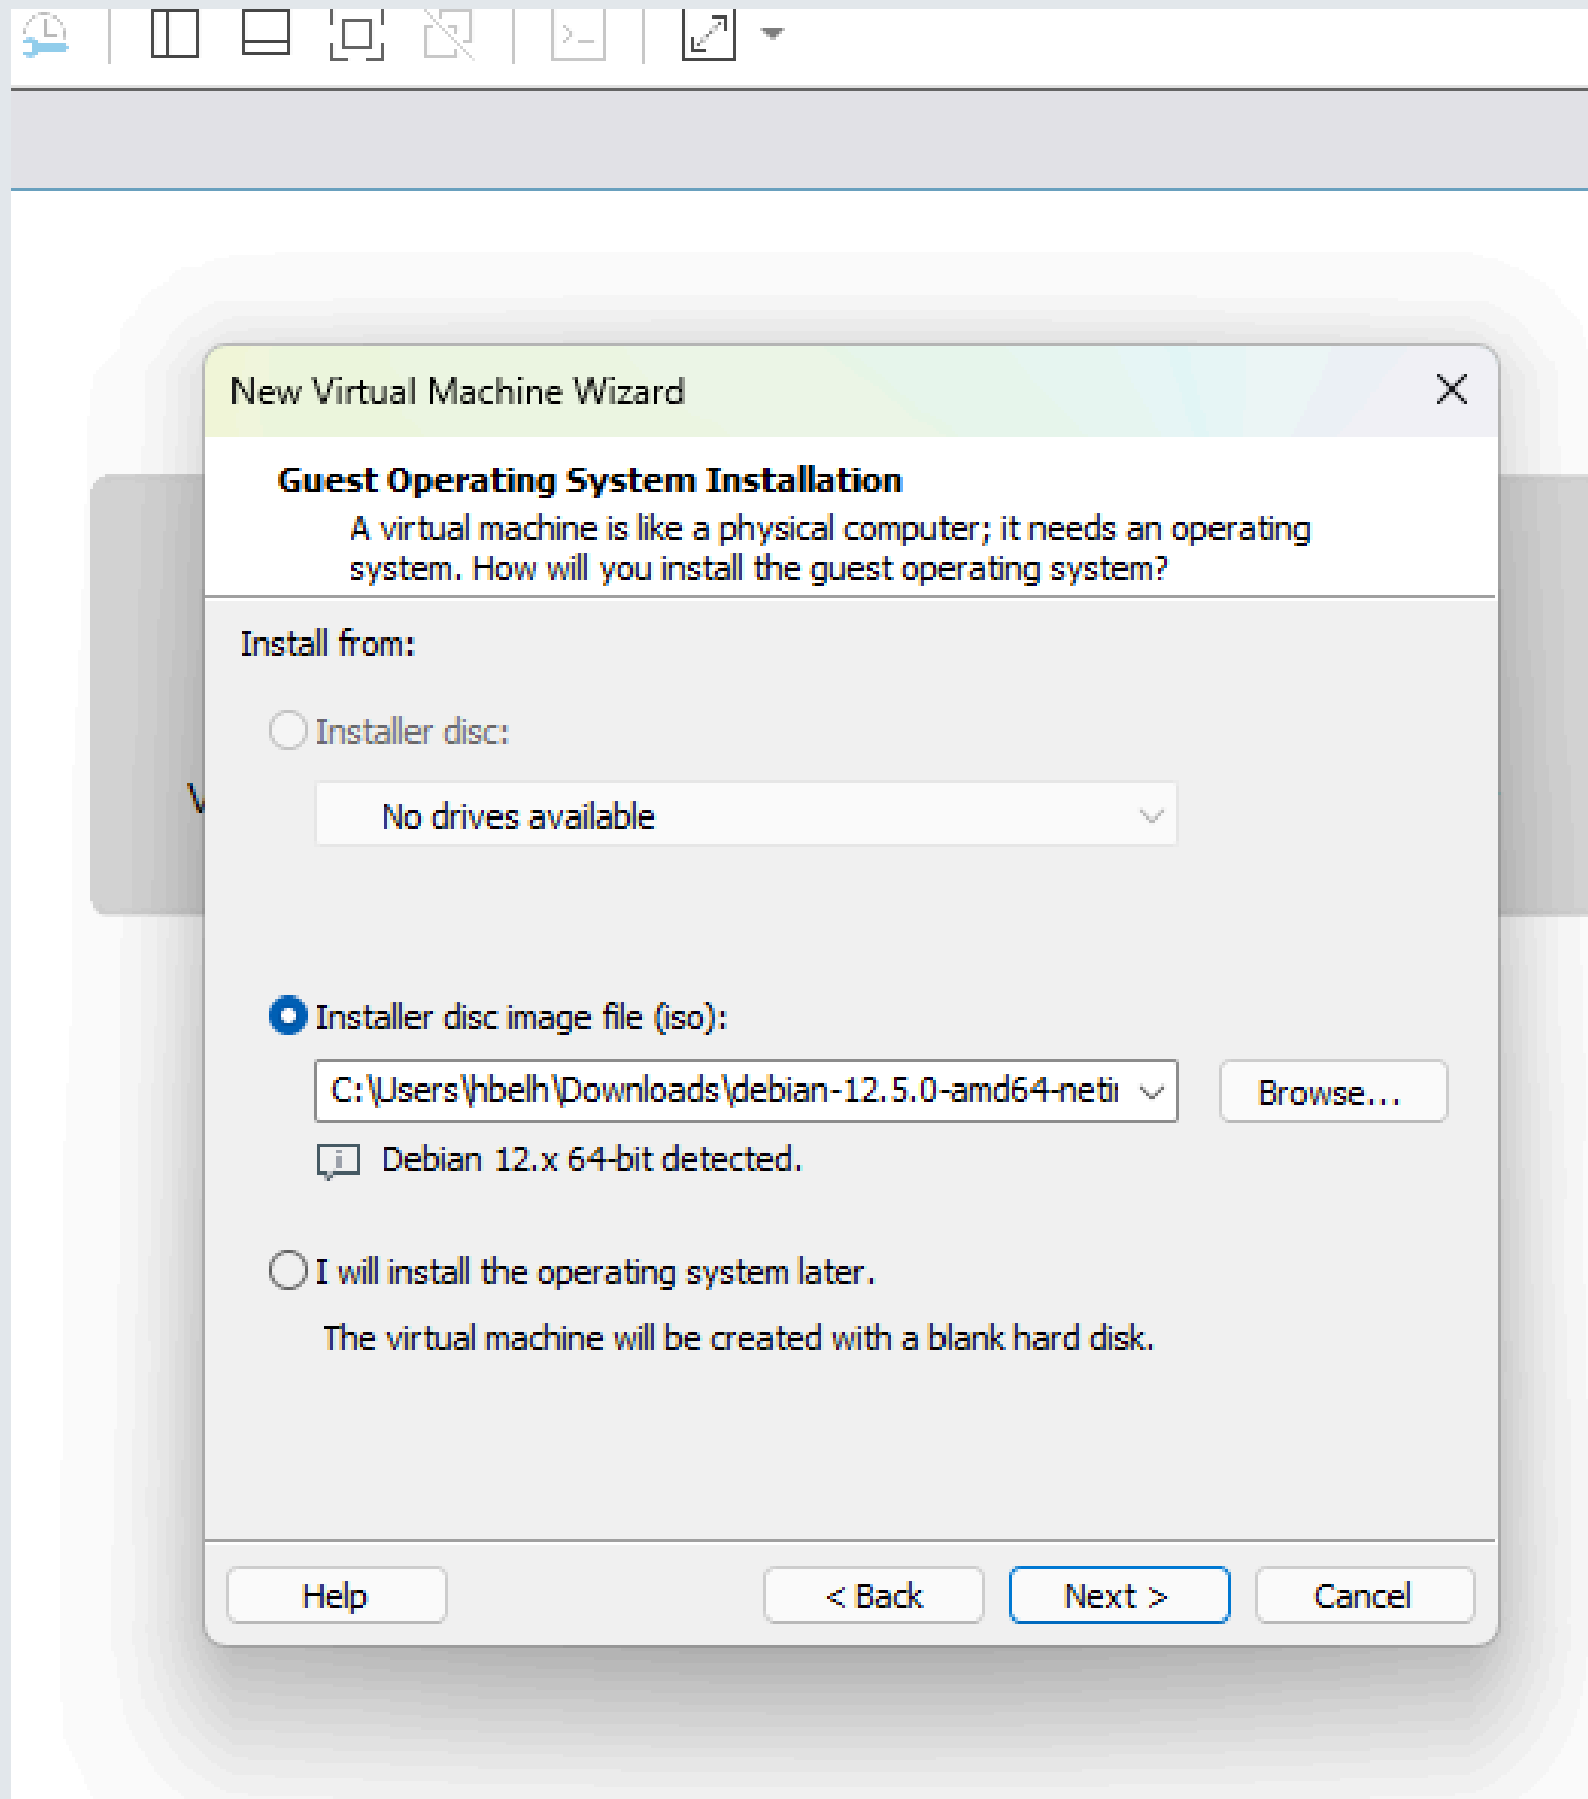 New Virtual Machine Wizard
Guest Operating System Installation
A virtual machine is like a physical computer; it needs an operating
system. How will you install the guest operating system?
Install from:
Installer disc:
No drives available
Installer disc image file (iso):
C:\Users\hbelh\Downloads\debian-12.5.0-amd64-neti
Browse...
Debian 12.x 64-bit detected.
I will install the operating system later.
The virtual machine will be created with a blank hard disk.
Help
< Back
Next >
Cancel